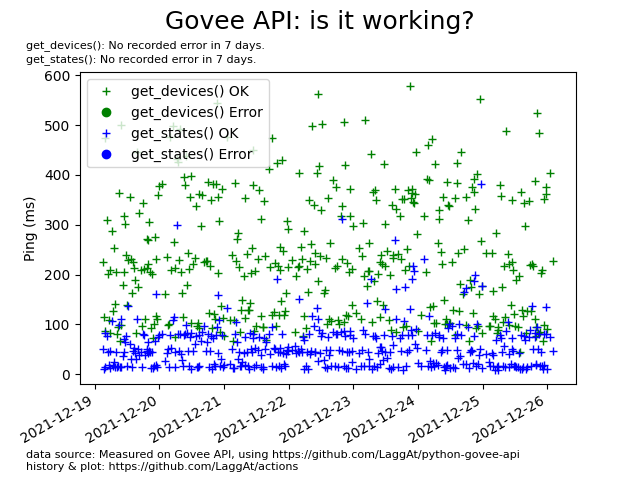 Govee API: is it working?
get_devices(): No recorded error in 7 days.
get_states(): No recorded error in 7 days.
600
500
400
300
200
100
0
Ping (ms)
get_devices() OK
get_devices() Error
get_states() OK
get_states() Error
2021-12-19
2021-12-20
2021-12-21
2021-12-22
2021-12-23
2021-12-24
2021-12-25
2021-12-26
data source: Measured on Govee API, using https://github.com/LaggAt/python-govee-api
history & plot: https://github.com/LaggAt/actions